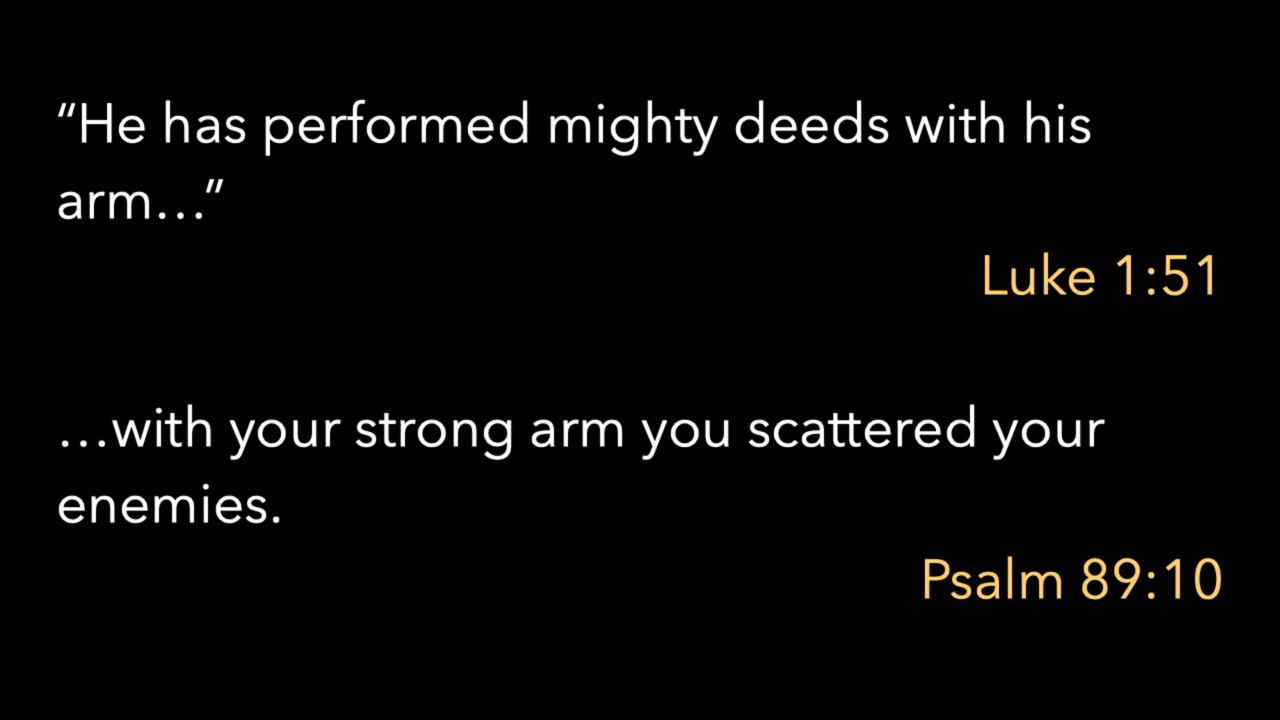 “He has performed mighty deeds with his
arm…”
Luke 1:51
…with your strong arm you scattered your
enemies.
Psalm 89:10